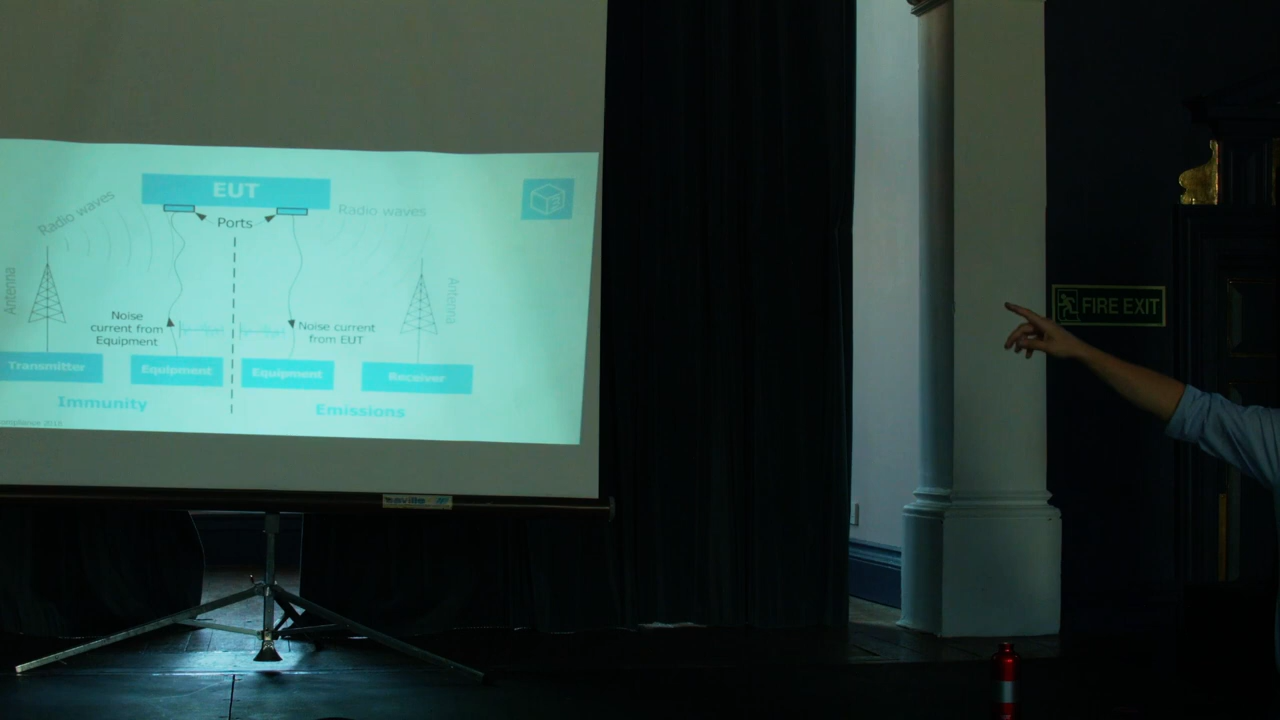 EUT
Radio waves
Radio waves
Ports
Antenna
Antenna
Noise
current from
Equipment
Noise current
from EUT
Transmitter
Equipment
Equipment
Receiver
Immunity
Emissions
FIRE EXIT